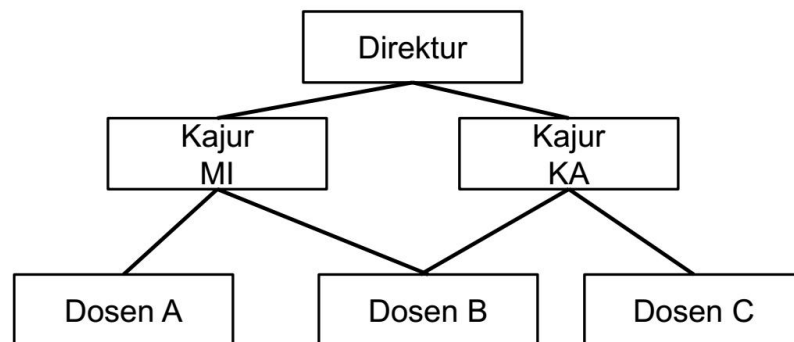 Direktur
Kajur
MI
Kajur
KA
Dosen A
Dosen B
Dosen C